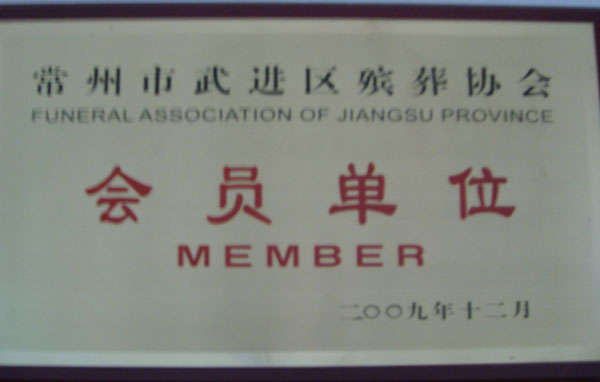 常州市武进区殡葬协会
FUNERAL ASSOCIATION OF JIANGSU PROVINCE
会员单位
MEMBER
二〇〇九年十二月